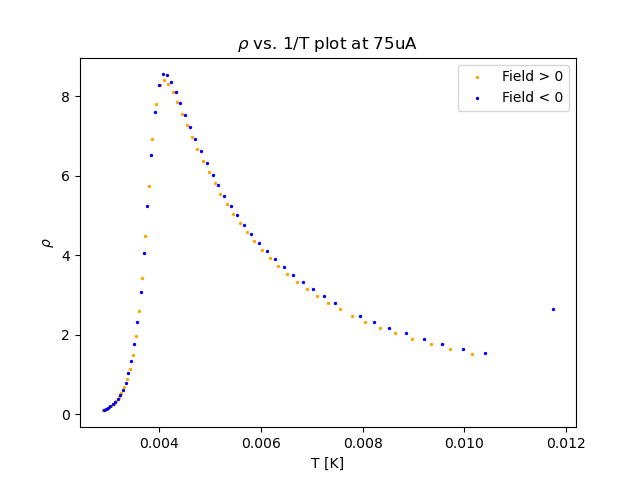 ρ vs. 1/T plot at 75uA
Field > 0
Field < 0
8
6
4
2
0
ρ
0.004 0.006 0.008 0.010 0.012
T [K]